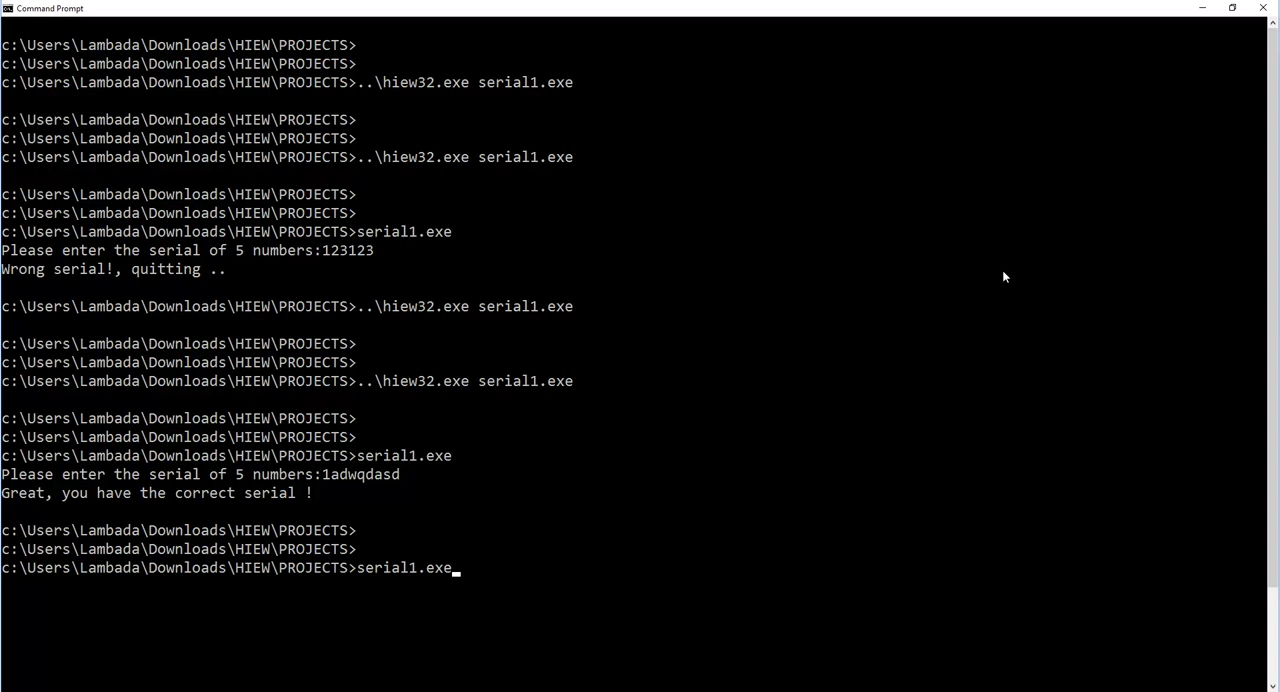 Command Prompt
c:\Users\Lambada\Downloads\HIEW\PROJECTS>
c:\Users\Lambada\Downloads\HIEW\PROJECTS>
c:\Users\Lambada\Downloads\HIEW\PROJECTS>..\hiew32.exe serial1.exe
c:\Users\Lambada\Downloads\HIEW\PROJECTS>
c:\Users\Lambada\Downloads\HIEW\PROJECTS>
c:\Users\Lambada\Downloads\HIEW\PROJECTS>..\hiew32.exe serial1.exe
c:\Users\Lambada\Downloads\HIEW\PROJECTS>
c:\Users\Lambada\Downloads\HIEW\PROJECTS>
c:\Users\Lambada\Downloads\HIEW\PROJECTS>serial1.exe
Please enter the serial of 5 numbers:123123
Wrong serial!, quitting ..
c:\Users\Lambada\Downloads\HIEW\PROJECTS>..\hiew32.exe serial1.exe
c:\Users\Lambada\Downloads\HIEW\PROJECTS>
c:\Users\Lambada\Downloads\HIEW\PROJECTS>
c:\Users\Lambada\Downloads\HIEW\PROJECTS>..\hiew32.exe serial1.exe
c:\Users\Lambada\Downloads\HIEW\PROJECTS>
c:\Users\Lambada\Downloads\HIEW\PROJECTS>
c:\Users\Lambada\Downloads\HIEW\PROJECTS>serial1.exe
Please enter the serial of 5 numbers:1adwqdasd
Great, you have the correct serial !
c:\Users\Lambada\Downloads\HIEW\PROJECTS>
c:\Users\Lambada\Downloads\HIEW\PROJECTS>
c:\Users\Lambada\Downloads\HIEW\PROJECTS>serial1.exe